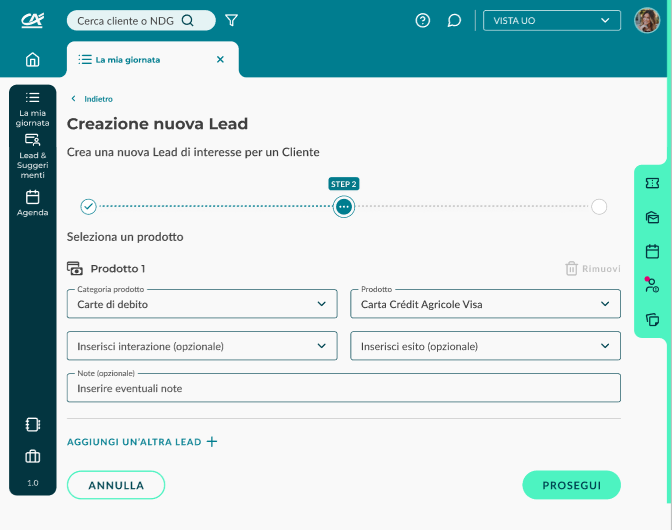 CA
Cerca cliente o NDG
VISTA UO
La mia giornata
La mia
giornata
Lead &
Suggeri
menti
Agenda
1.0
Indietro
Creazione nuova Lead
Crea una nuova Lead di interesse per un Cliente
STEP 2
Seleziona un prodotto
Prodotto 1
Rimuovi
Categoria prodotto
Carte di debito
Prodotto
Carta Crédit Agricole Visa
Inserisci interazione (opzionale)
Inserisci esito (opzionale)
Note (opzionale)
Inserire eventuali note
AGGIUNGI UN'ALTRA LEAD
ANNULLA
PROSEGUI